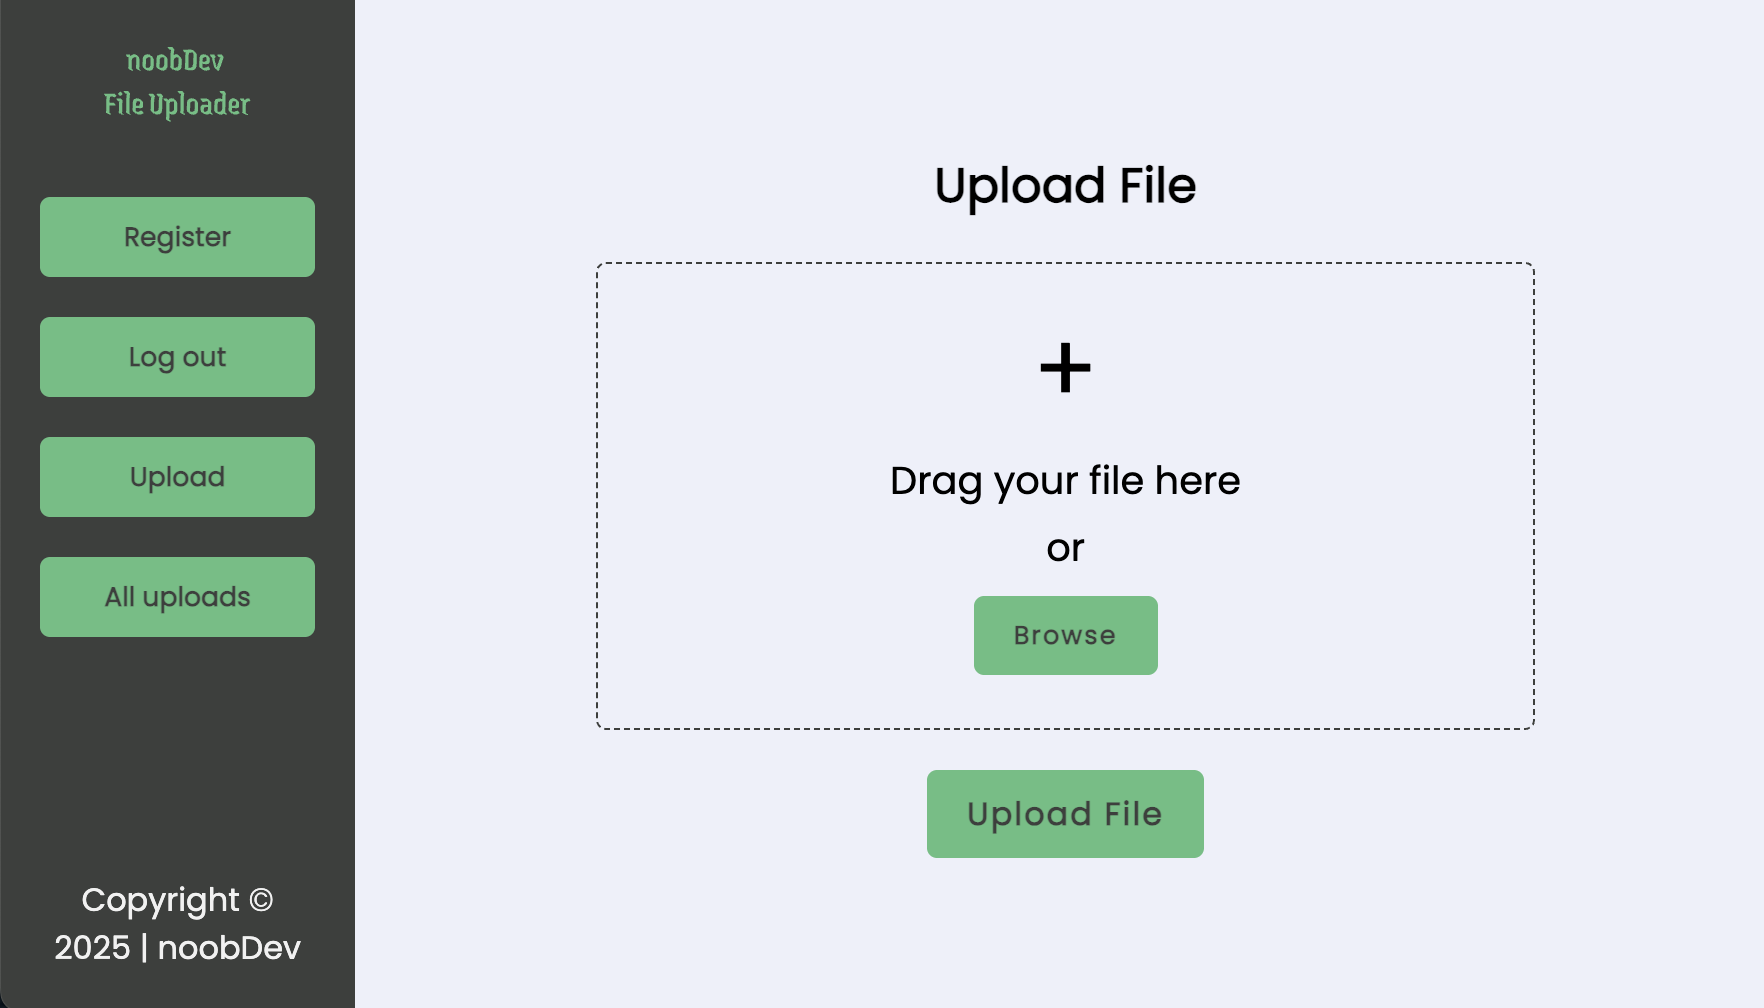 noobDev
File Uploader
Register
Log out
Upload
All uploads
Copyright ©
2025 | noobDev
Upload File
+
Drag your file here
or
Browse
Upload File